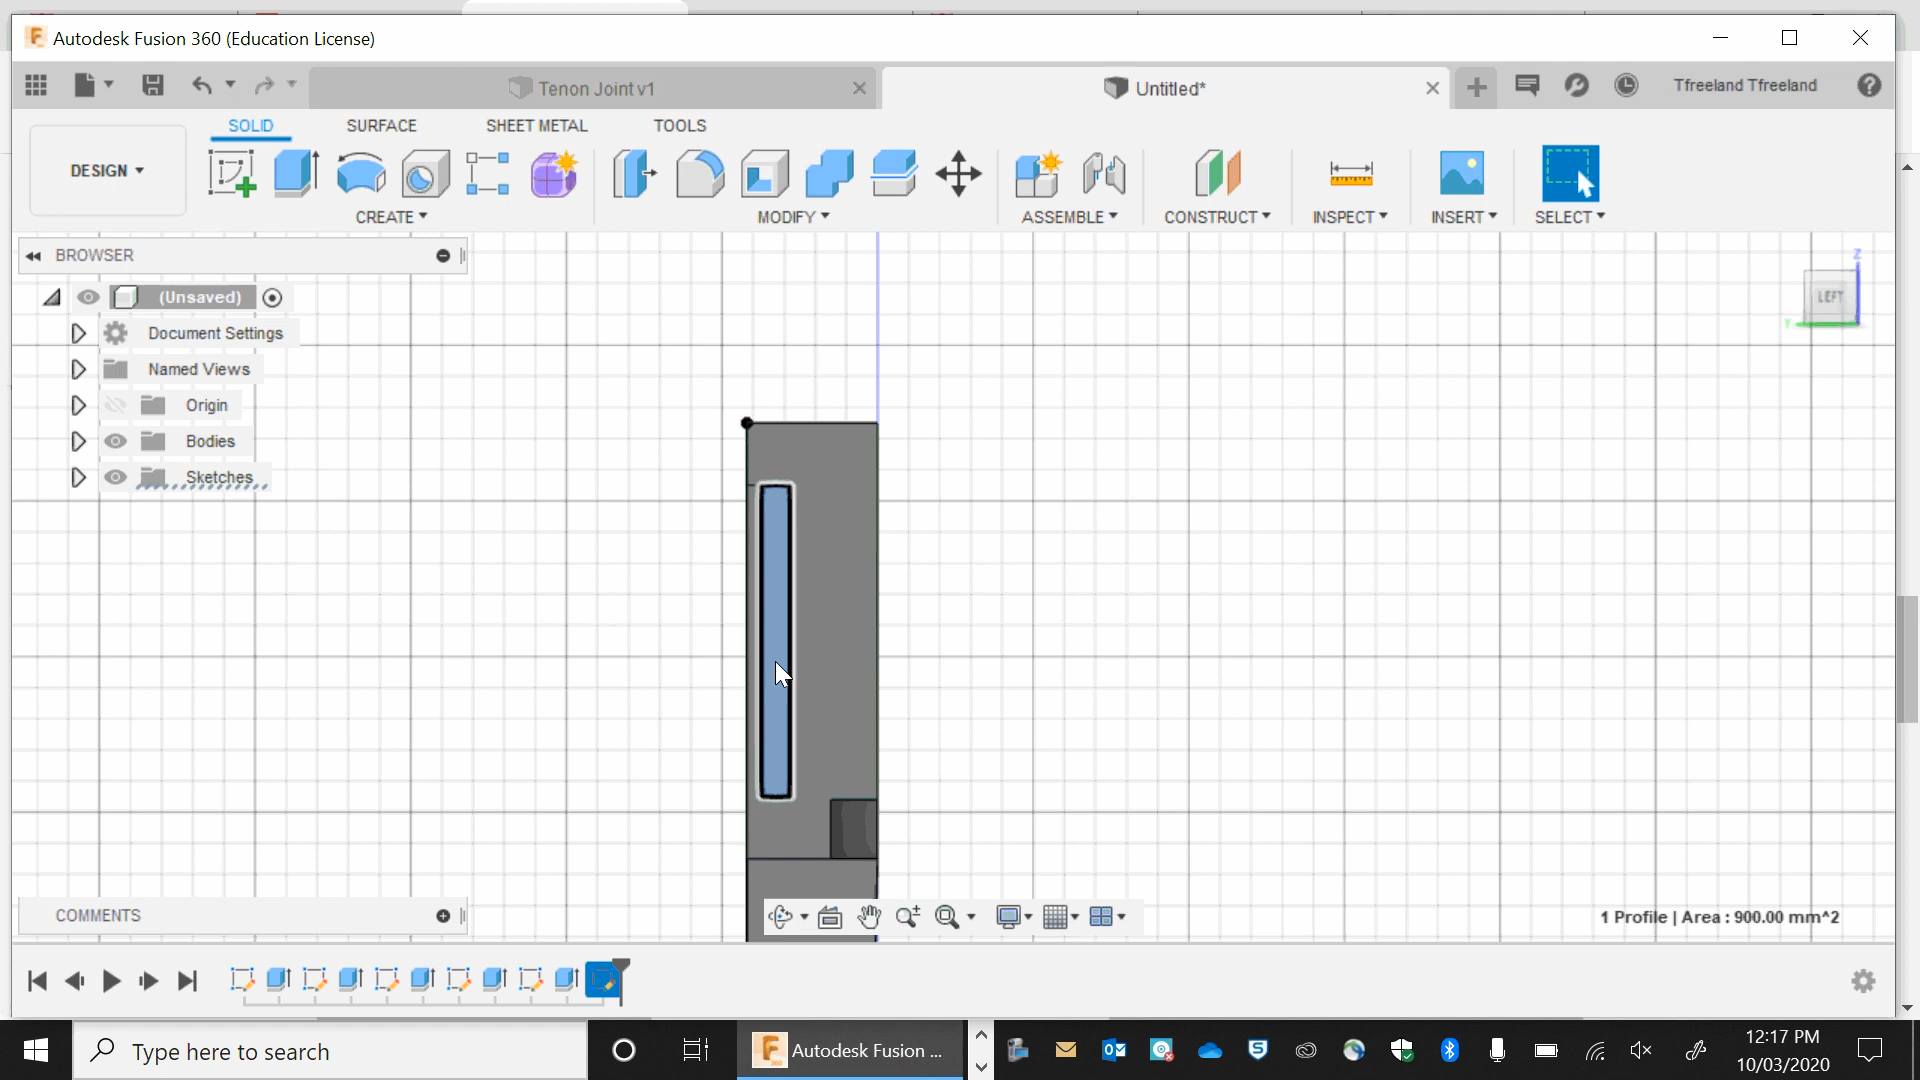 Autodesk Fusion 360 (Education License)
Tenon Joint v1
Untitled*
Tfreeland Tfreeland
DESIGN
SOLID
SURFACE
SHEET METAL
TOOLS
CREATE
MODIFY
ASSEMBLE
CONSTRUCT
INSPECT
INSERT
SELECT
BROWSER
(Unsaved)
Document Settings
Named Views
Origin
Bodies
Sketches
Z
LEFT
Y
COMMENTS
1 Profile | Area : 900.00 mm^2
Type here to search
Autodesk Fusion ...
12:17 PM
10/03/2020